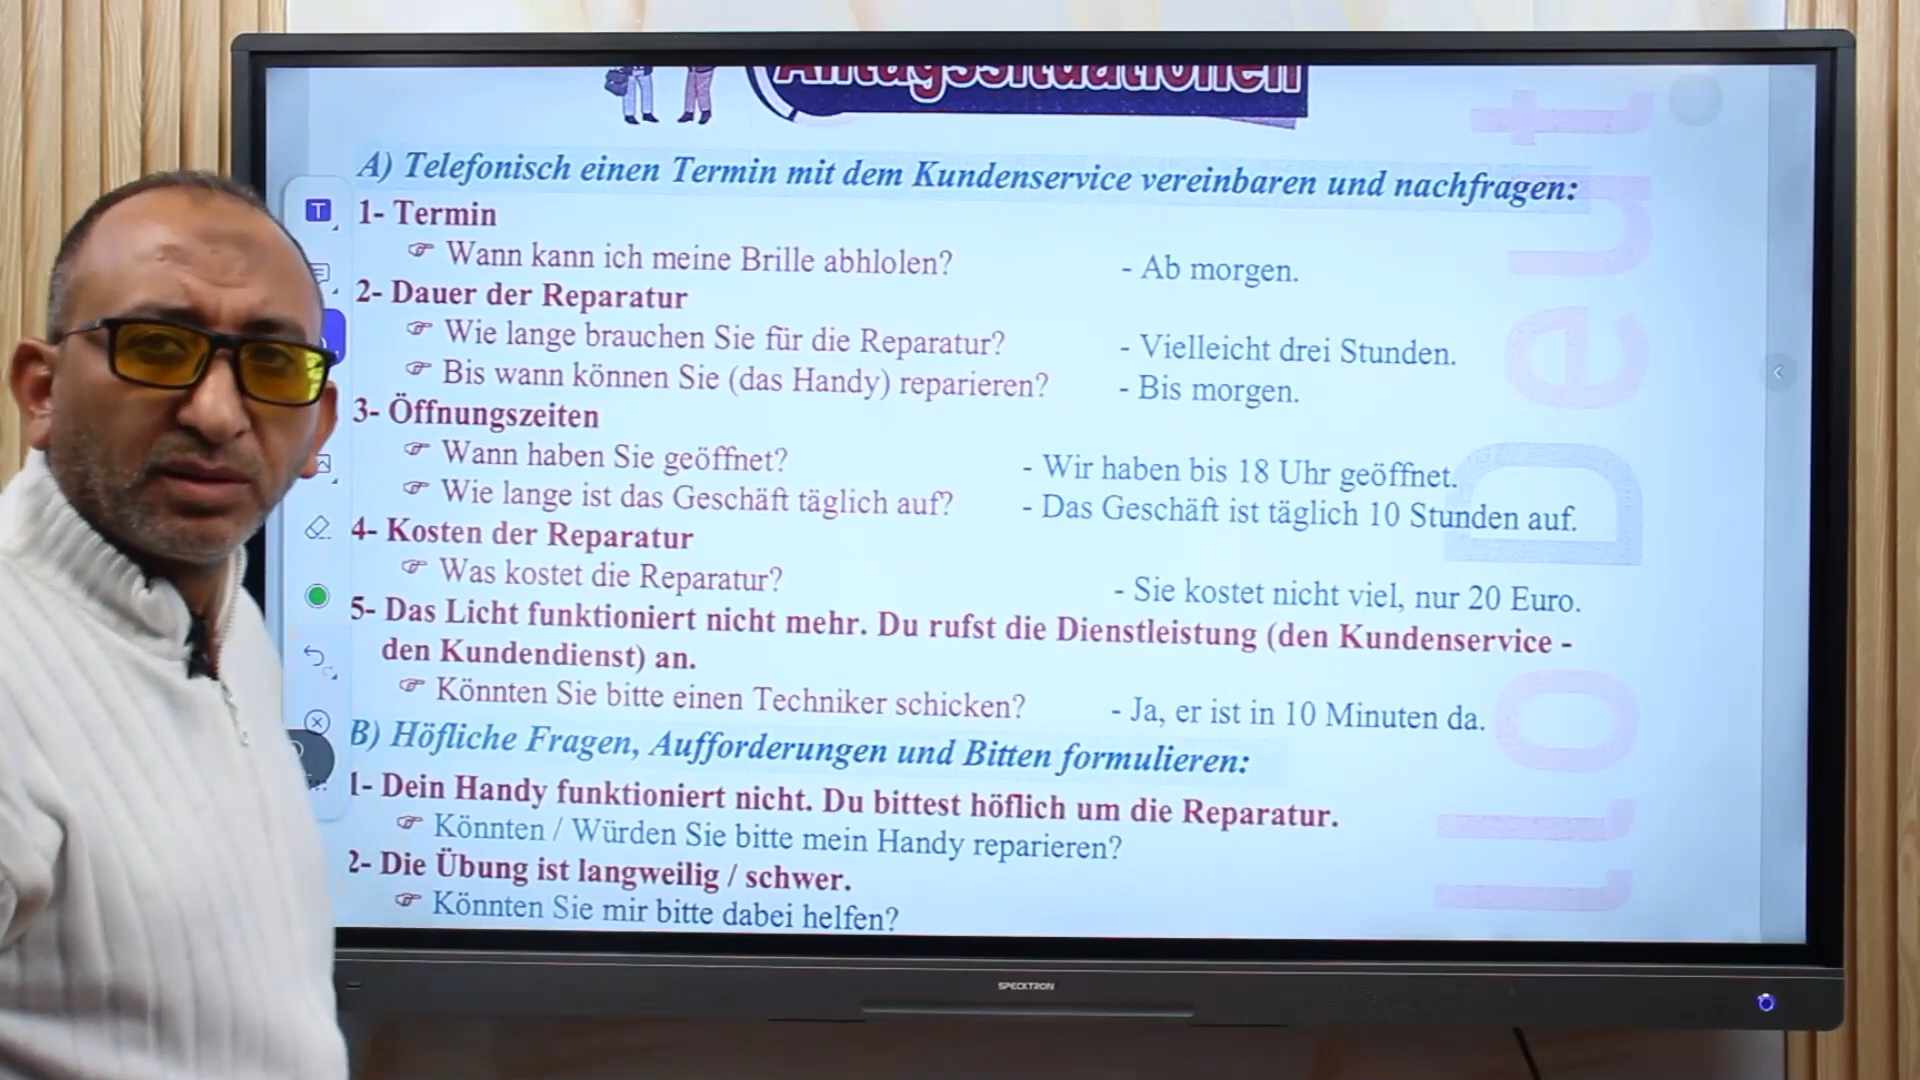 Alltagssituationen
A) Telefonisch einen Termin mit dem Kundenservice vereinbaren und nachfragen:
1- Termin
Wann kann ich meine Brille abhlolen? - Ab morgen.
2- Dauer der Reparatur
Wie lange brauchen Sie für die Reparatur? - Vielleicht drei Stunden.
Bis wann können Sie (das Handy) reparieren? - Bis morgen.
3- Öffnungszeiten
Wann haben Sie geöffnet? - Wir haben bis 18 Uhr geöffnet.
Wie lange ist das Geschäft täglich auf? - Das Geschäft ist täglich 10 Stunden auf.
4- Kosten der Reparatur
Was kostet die Reparatur? - Sie kostet nicht viel, nur 20 Euro.
5- Das Licht funktioniert nicht mehr. Du rufst die Dienstleistung (den Kundenservice -
den Kundendienst) an.
Könnten Sie bitte einen Techniker schicken? - Ja, er ist in 10 Minuten da.
B) Höfliche Fragen, Aufforderungen und Bitten formulieren:
1- Dein Handy funktioniert nicht. Du bittest höflich um die Reparatur.
Könnten / Würden Sie bitte mein Handy reparieren?
2- Die Übung ist langweilig / schwer.
Könnten Sie mir bitte dabei helfen?
llo Deut
T
SPECKTRON